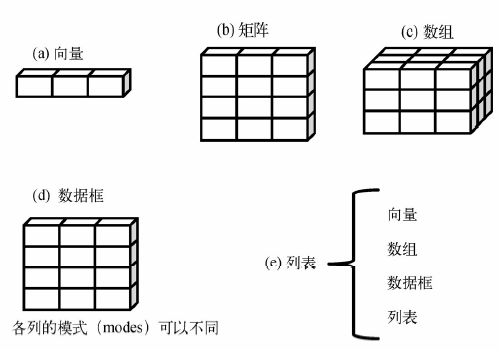 (a) 向量
(b) 矩阵
(c) 数组
(d) 数据框
各列的模式（modes）可以不同
(e) 列表
向量
数组
数据框
列表